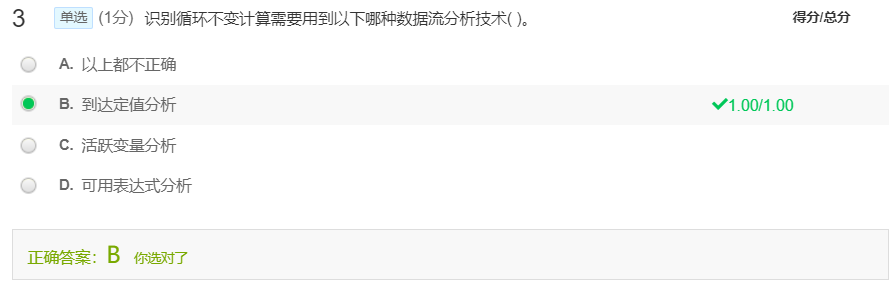 3 单选 (1分) 识别循环不变计算需要用到以下哪种数据流分析技术( )。 得分/总分
A. 以上都不正确
B. 到达定值分析 1.00/1.00
C. 活跃变量分析
D. 可用表达式分析
正确答案：B 你选对了